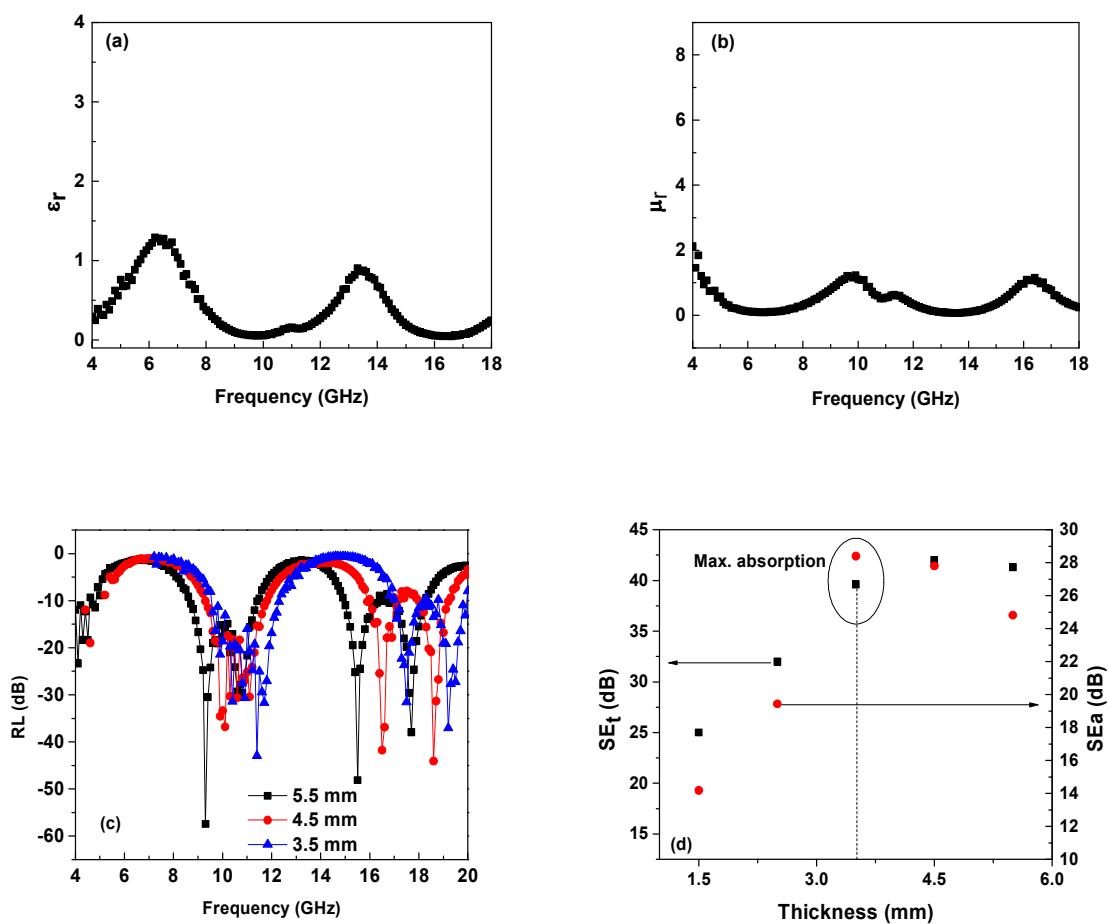 (a)
4
3
2
1
0
εr
4 6 8 10 12 14 16 18
Frequency (GHz)
(b)
8
6
4
2
0
μr
4 6 8 10 12 14 16 18
Frequency (GHz)
0
-10
-20
-30
-40
-50
-60
RL (dB)
(c)
5.5 mm
4.5 mm
3.5 mm
4 6 8 10 12 14 16 18 20
Frequency (GHz)
45
40
35
30
25
20
15
SEt (dB)
Max. absorption
(d)
30
28
26
24
22
20
18
16
14
12
10
SEa (dB)
1.5 3.0 4.5 6.0
Thickness (mm)